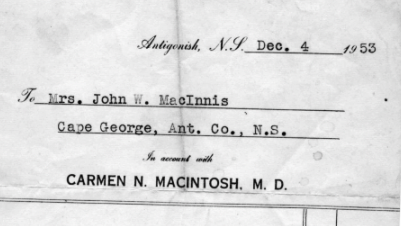 Antigonish, N.S. Dec. 4 1953
To Mrs. John W. MacInnis
Cape George, Ant. Co., N.S.
In account with
CARMEN N. MACINTOSH, M. D.